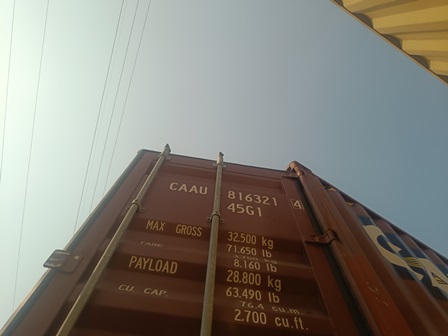 CAAU 816321 4
45G1
MAX GROSS 32.500 kg
71.650 lb
TARE
8.160 lb
PAYLOAD 28.800 kg
63.490 lb
CU. CAP. 76.4 cu.m.
2.700 cu.ft.